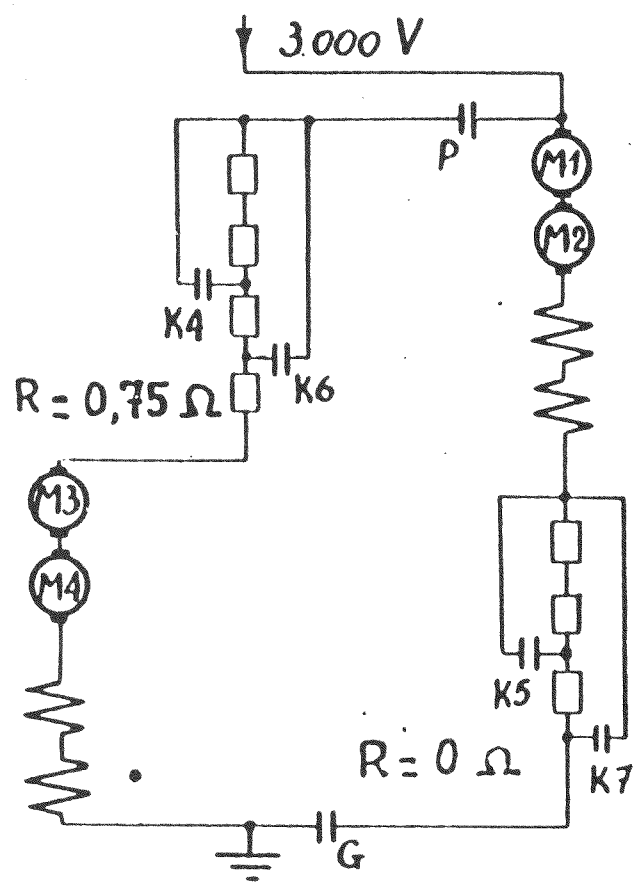 3.000 V
P
M1
M2
K4
K6
R = 0,75 Ω
M3
M4
K5
R = 0 Ω
K7
G